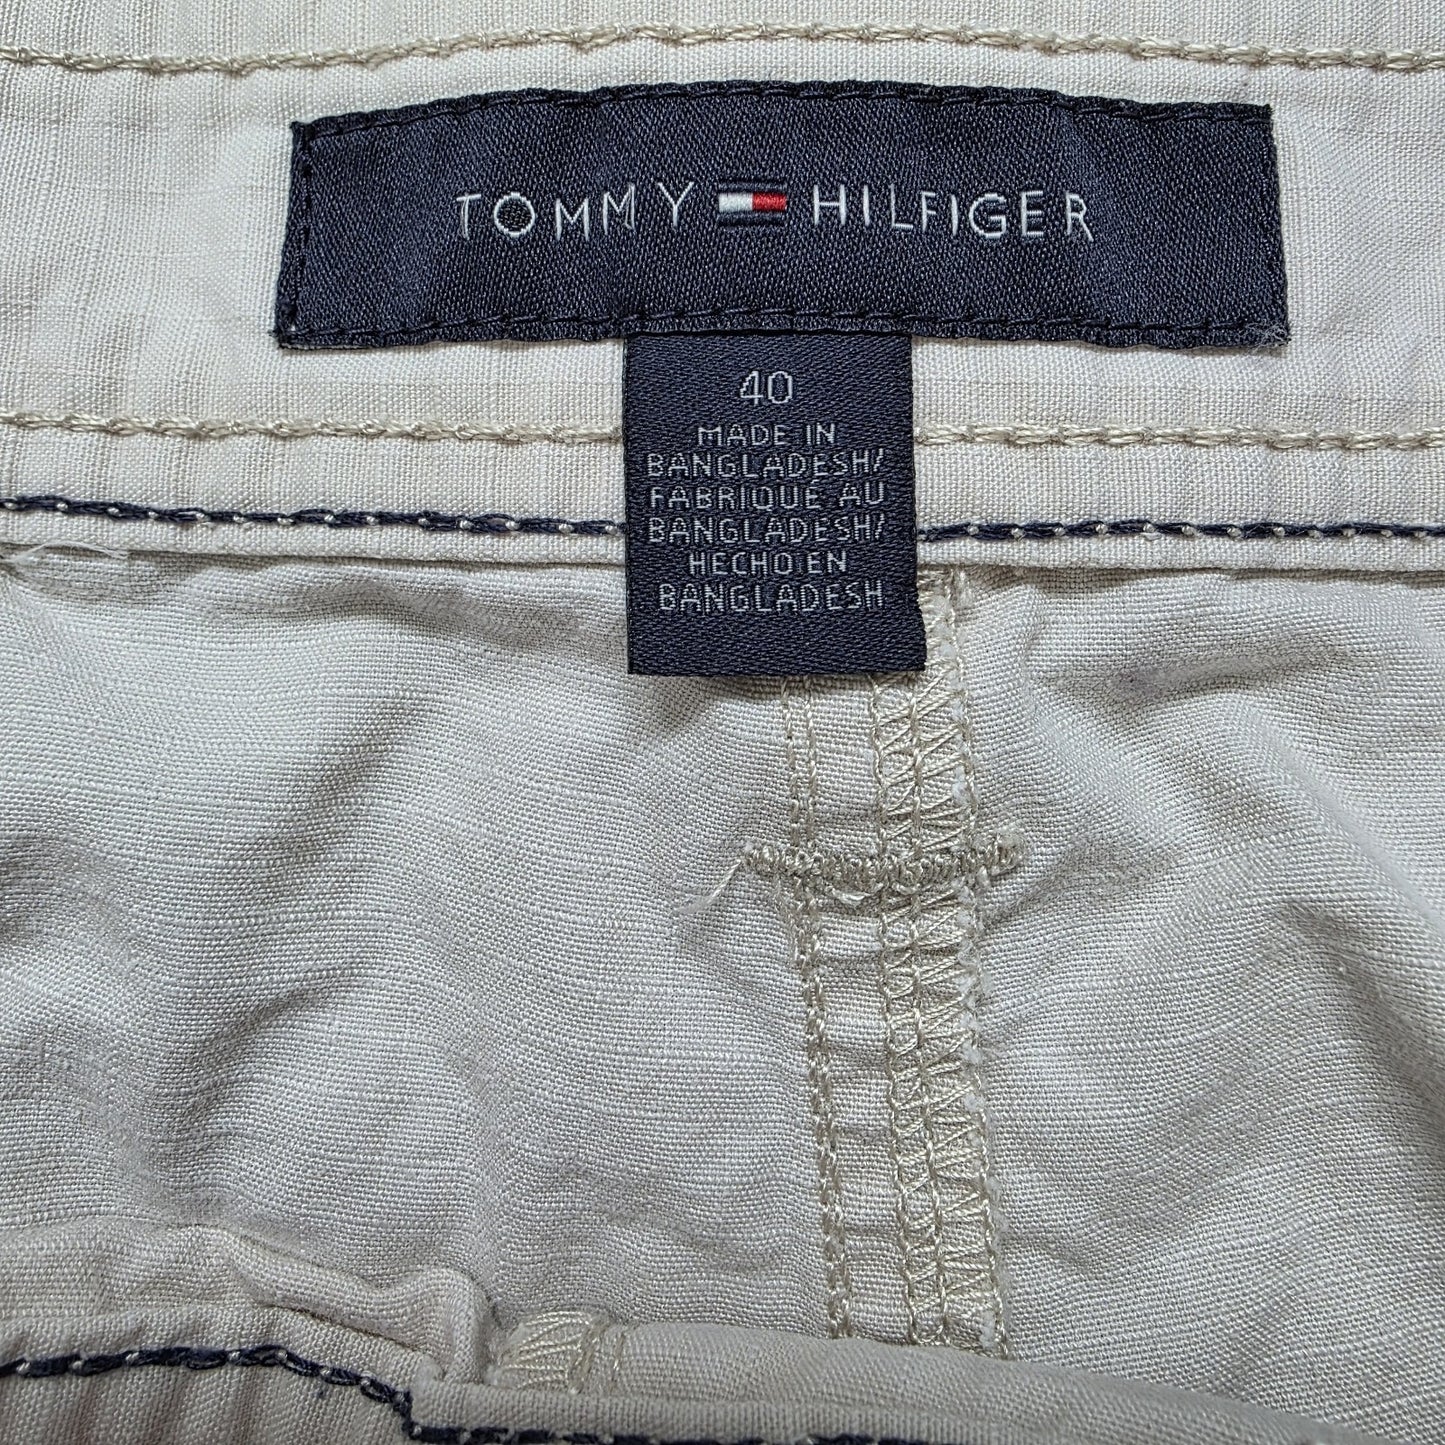 TOMMY HILFIGER
40
MADE IN
BANGLADESH/
FABRIQUÉ AU
BANGLADESH/
HECHO EN
BANGLADESH